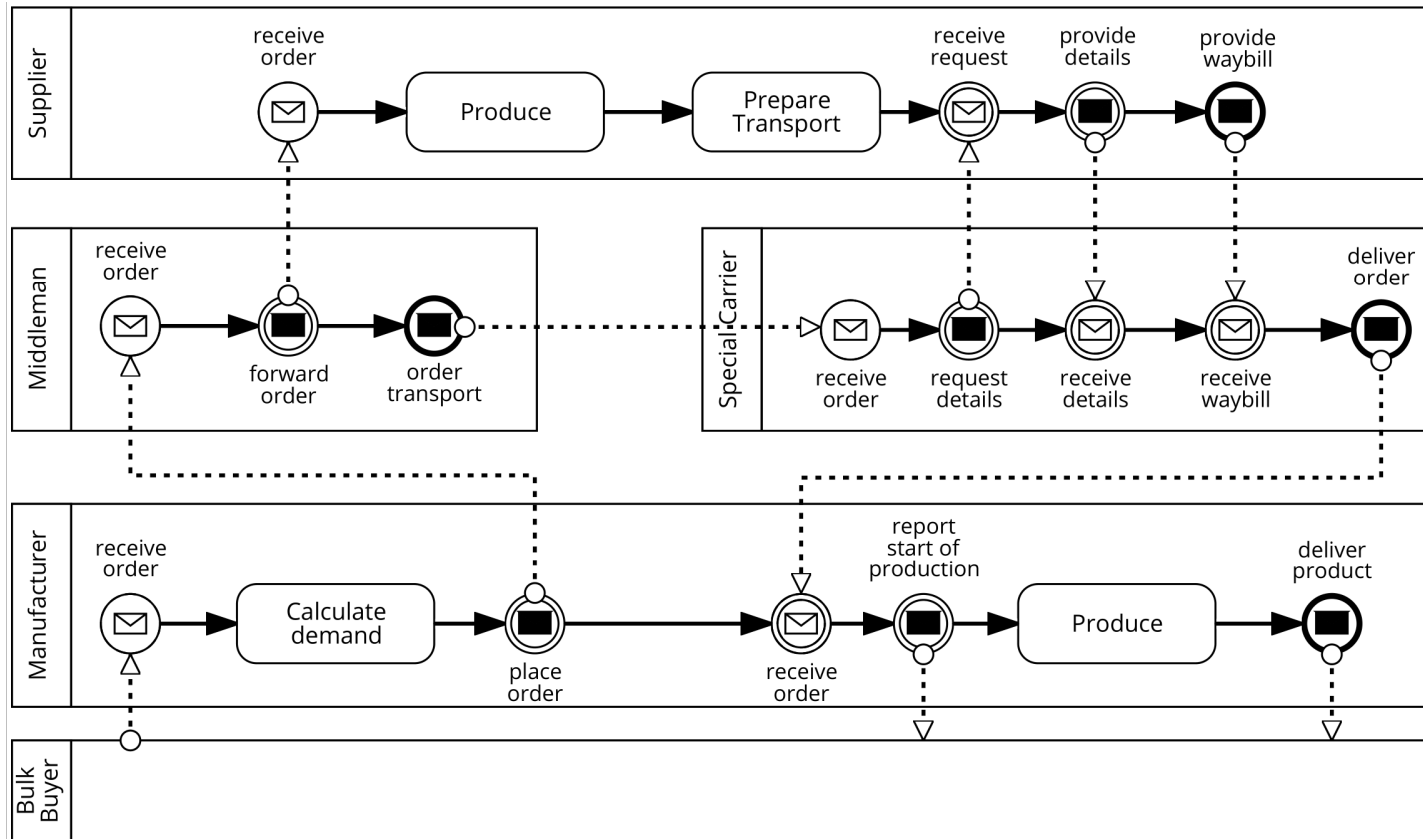 Supplier
receive
order
Produce
Prepare
Transport
receive
request
provide
details
provide
waybill
Middleman
receive
order
forward
order
order
transport
Special Carrier
receive
order
request
details
receive
details
receive
waybill
deliver
order
Manufacturer
receive
order
Calculate
demand
place
order
receive
order
report
start of
production
Produce
deliver
product
Bulk
Buyer